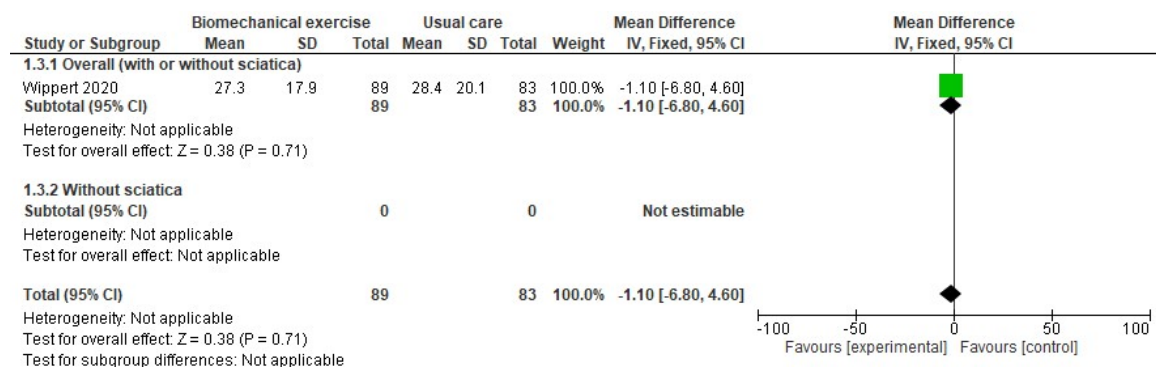 Biomechanical exercise Usual care Mean Difference Mean Difference
Study or Subgroup Mean SD Total Mean SD Total Weight IV, Fixed, 95% CI IV, Fixed, 95% CI
1.3.1 Overall (with or without sciatica)
Wippert 2020 27.3 17.9 89 28.4 20.1 83 100.0% -1.10 [-6.80, 4.60]
Subtotal (95% CI) 89 83 100.0% -1.10 [-6.80, 4.60]
Heterogeneity: Not applicable
Test for overall effect: Z = 0.38 (P = 0.71)
1.3.2 Without sciatica
Subtotal (95% CI) 0 0 Not estimable
Heterogeneity: Not applicable
Test for overall effect: Not applicable
Total (95% CI) 89 83 100.0% -1.10 [-6.80, 4.60]
Heterogeneity: Not applicable
Test for overall effect: Z = 0.38 (P = 0.71)
Test for subgroup differences: Not applicable
-100 -50 0 50 100
Favours [experimental] Favours [control]